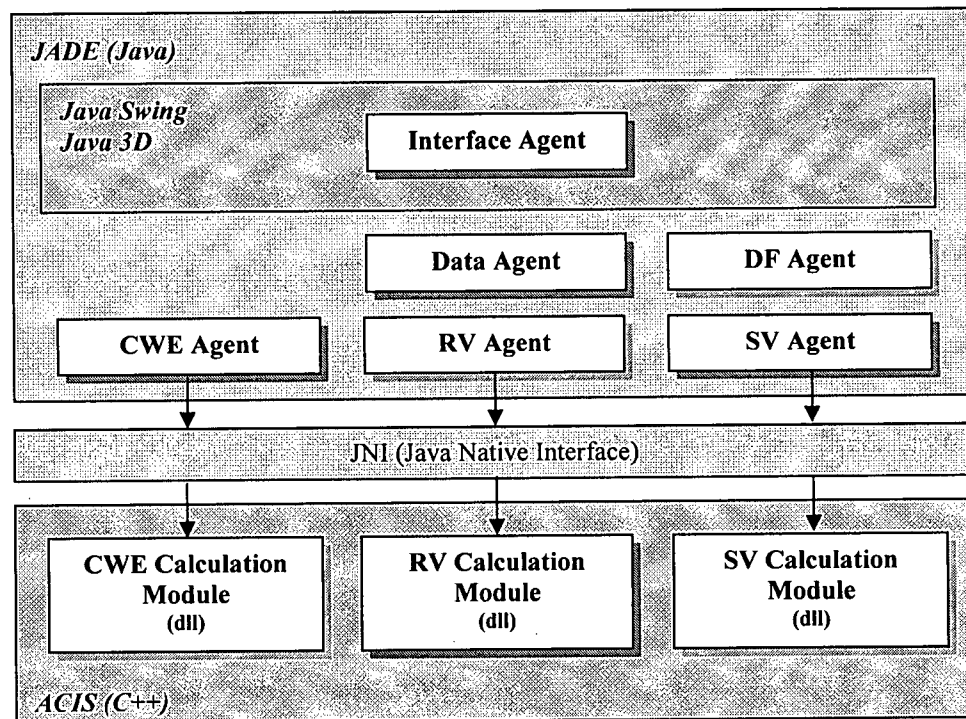 JADE (Java)
Java Swing
Java 3D
Interface Agent
Data Agent
DF Agent
CWE Agent
RV Agent
SV Agent
JNI (Java Native Interface)
CWE Calculation
Module
(dll)
RV Calculation
Module
(dll)
SV Calculation
Module
(dll)
ACIS (C++)